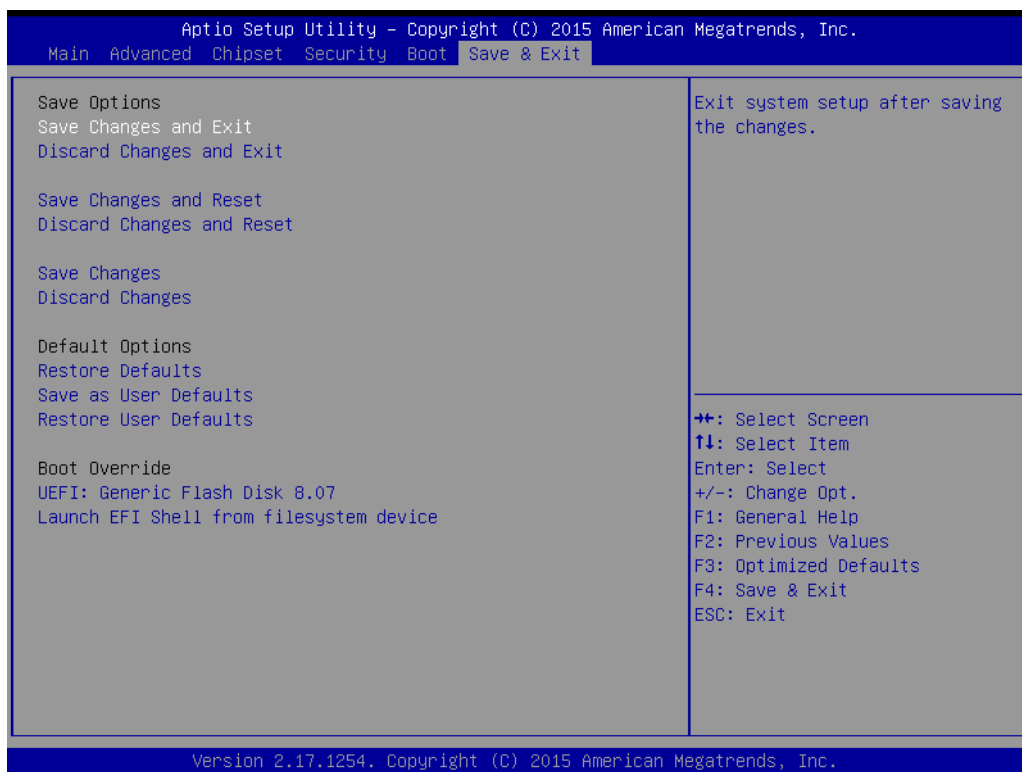 Aptio Setup Utility – Copyright (C) 2015 American Megatrends, Inc.
Main Advanced Chipset Security Boot Save & Exit
Save Options
Save Changes and Exit
Discard Changes and Exit
Save Changes and Reset
Discard Changes and Reset
Save Changes
Discard Changes
Default Options
Restore Defaults
Save as User Defaults
Restore User Defaults
Boot Override
UEFI: Generic Flash Disk 8.07
Launch EFI Shell from filesystem device
Exit system setup after saving
the changes.
→←: Select Screen
↑↓: Select Item
Enter: Select
+/-: Change Opt.
F1: General Help
F2: Previous Values
F3: Optimized Defaults
F4: Save & Exit
ESC: Exit
Version 2.17.1254. Copyright (C) 2015 American Megatrends, Inc.